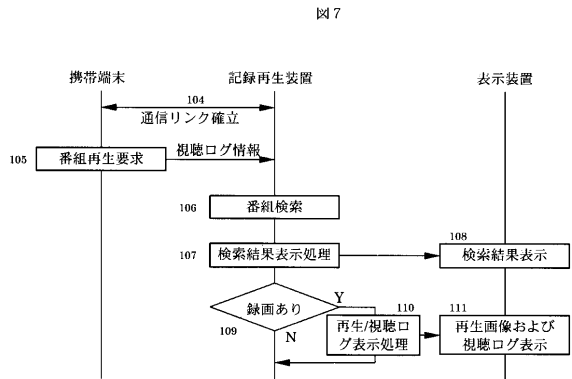 図7
携帯端末
記録再生装置
表示装置
104
通信リンク確立
105
番組再生要求
視聴ログ情報
106
番組検索
107
検索結果表示処理
108
検索結果表示
録画あり
Y
109
N
110
再生/視聴ロ
グ表示処理
111
再生画像および
視聴ログ表示